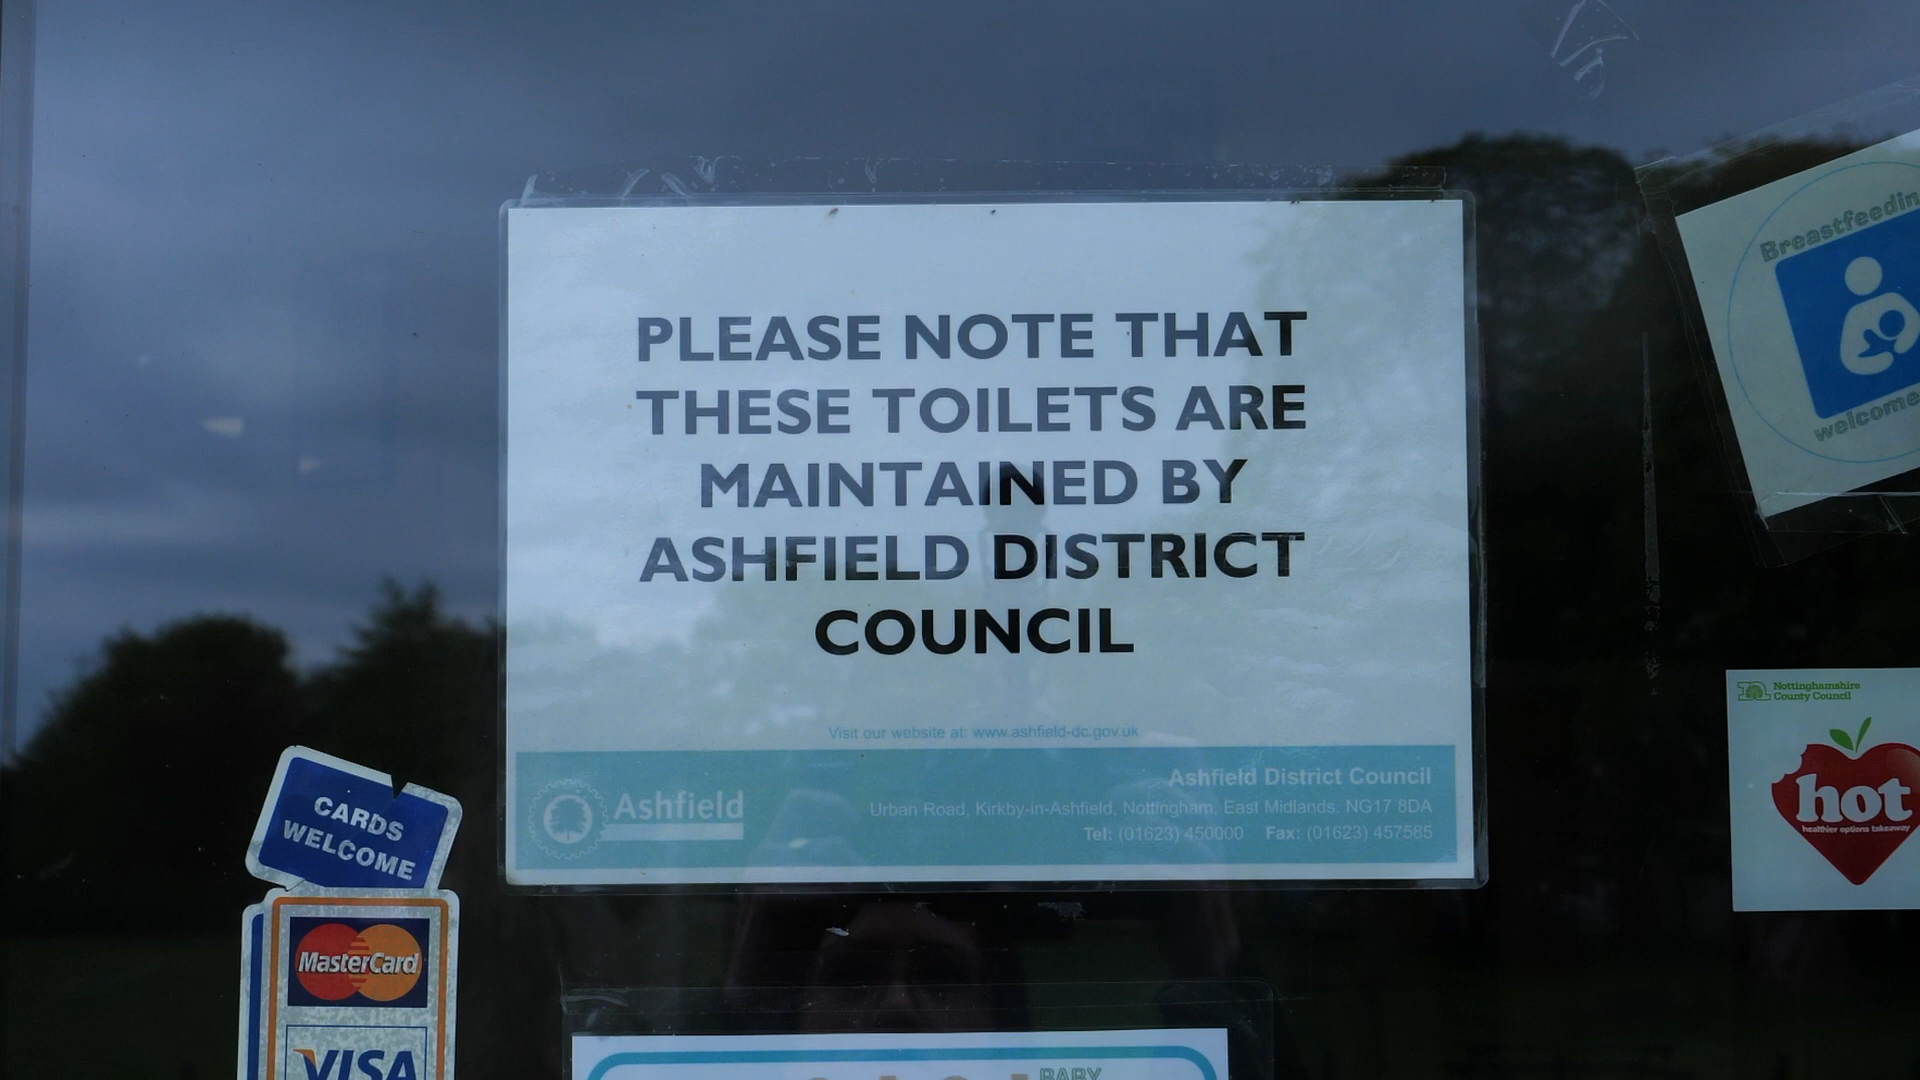 PLEASE NOTE THAT
THESE TOILETS ARE
MAINTAINED BY
ASHFIELD DISTRICT
COUNCIL
Visit our website at: www.ashfield-dc.gov.uk
Ashfield
Ashfield District Council
Urban Road, Kirkby-in-Ashfield, Nottingham, East Midlands. NG17 8DA
Tel: (01623) 450000 Fax: (01623) 457585
Breastfeedin
welcome
Nottinghamshire
County Council
hot
healthier options takeaway
CARDS
WELCOME
MasterCard
VISA
BABY